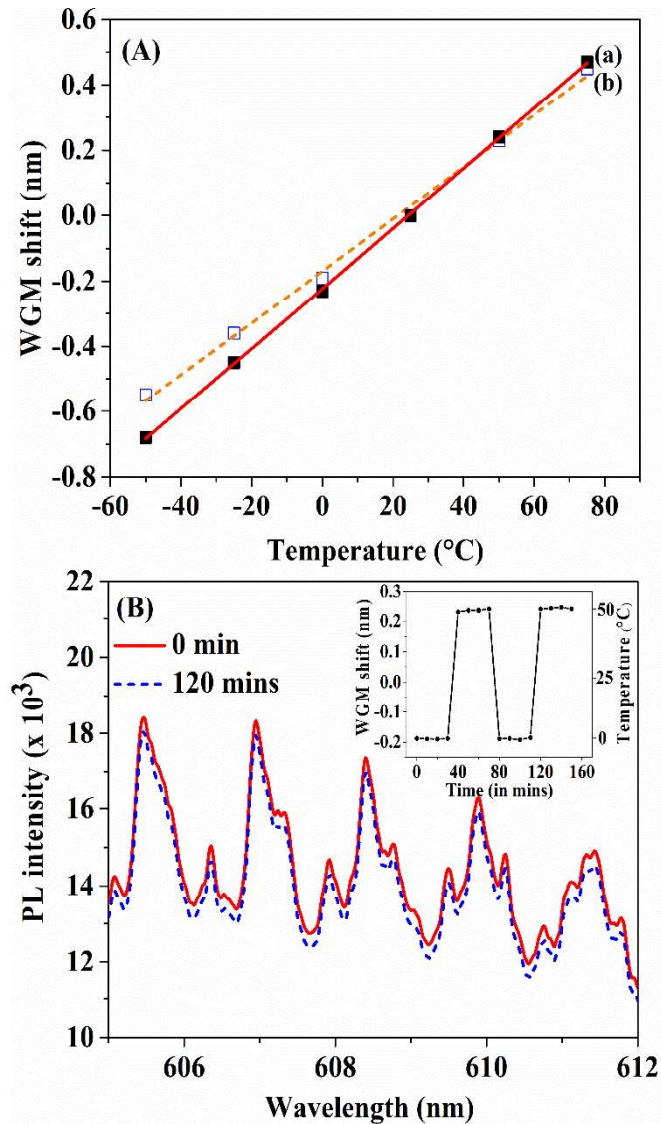 0.6
(A)
(a)
(b)
0.4
0.2
0.0
-0.2
-0.4
-0.6
-0.8
WGM shift (nm)
-60 -40 -20 0 20 40 60 80
Temperature (°C)
22
(B)
20
18
16
14
12
10
PL intensity (x 10³)
0 min
120 mins
0.3
0.2
0.1
0.0
-0.1
-0.2
WGM shift (nm)
50
25
0
Temperature (°C)
0 40 80 120 160
Time (in mins)
606 608 610 612
Wavelength (nm)